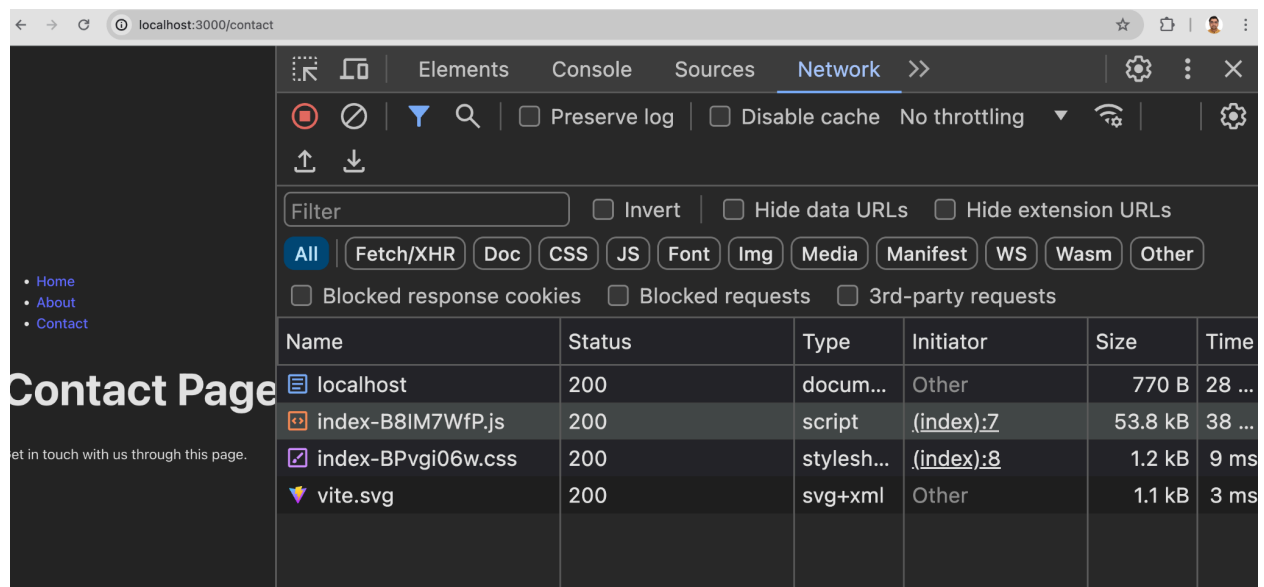 localhost:3000/contact
Elements Console Sources Network
Preserve log Disable cache No throttling
Filter Invert Hide data URLs Hide extension URLs
All Fetch/XHR Doc CSS JS Font Img Media Manifest WS Wasm Other
Blocked response cookies Blocked requests 3rd-party requests
Name Status Type Initiator Size Time
localhost 200 docum... Other 770 B 28 ...
index-B8IM7WfP.js 200 script (index):7 53.8 kB 38 ...
index-BPvgi06w.css 200 stylesh... (index):8 1.2 kB 9 ms
vite.svg 200 svg+xml Other 1.1 kB 3 ms
• Home
• About
• Contact
Contact Page
et in touch with us through this page.